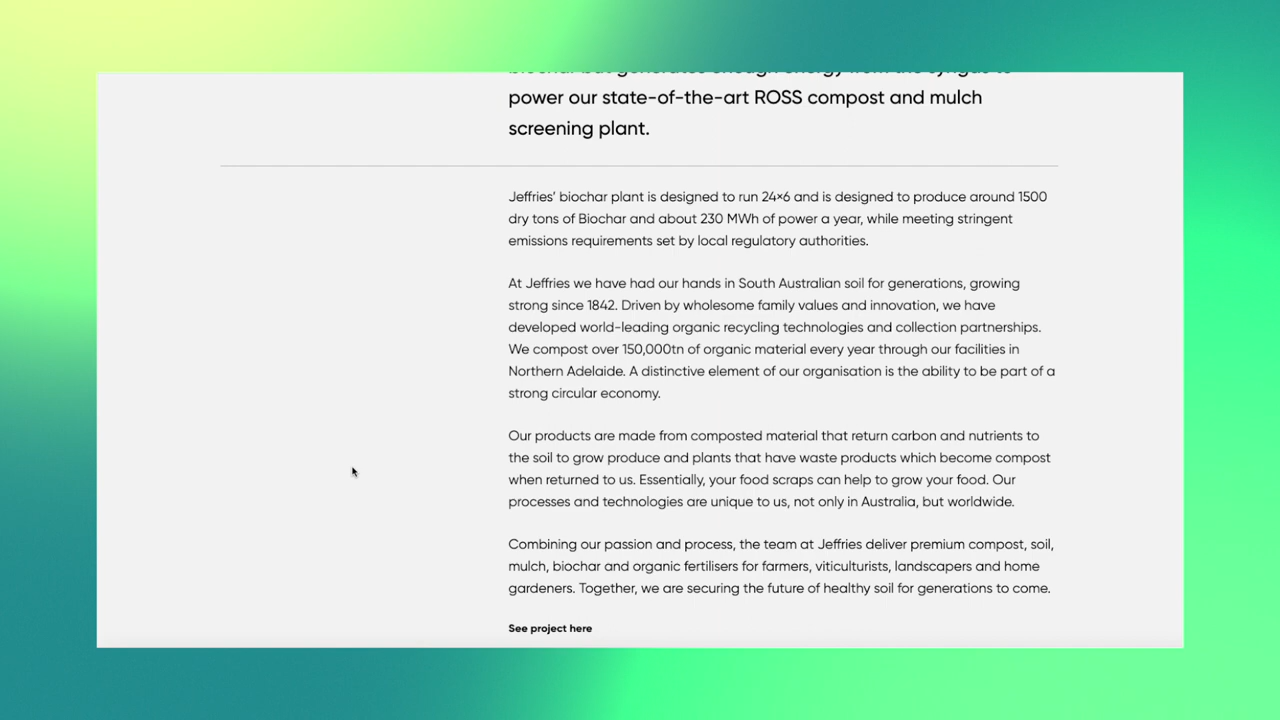 biochar but generates enough energy from the syngas to
power our state-of-the-art ROSS compost and mulch
screening plant.
Jeffries’ biochar plant is designed to run 24×6 and is designed to produce around 1500
dry tons of Biochar and about 230 MWh of power a year, while meeting stringent
emissions requirements set by local regulatory authorities.
At Jeffries we have had our hands in South Australian soil for generations, growing
strong since 1842. Driven by wholesome family values and innovation, we have
developed world-leading organic recycling technologies and collection partnerships.
We compost over 150,000tn of organic material every year through our facilities in
Northern Adelaide. A distinctive element of our organisation is the ability to be part of a
strong circular economy.
Our products are made from composted material that return carbon and nutrients to
the soil to grow produce and plants that have waste products which become compost
when returned to us. Essentially, your food scraps can help to grow your food. Our
processes and technologies are unique to us, not only in Australia, but worldwide.
Combining our passion and process, the team at Jeffries deliver premium compost, soil,
mulch, biochar and organic fertilisers for farmers, viticulturists, landscapers and home
gardeners. Together, we are securing the future of healthy soil for generations to come.
See project here